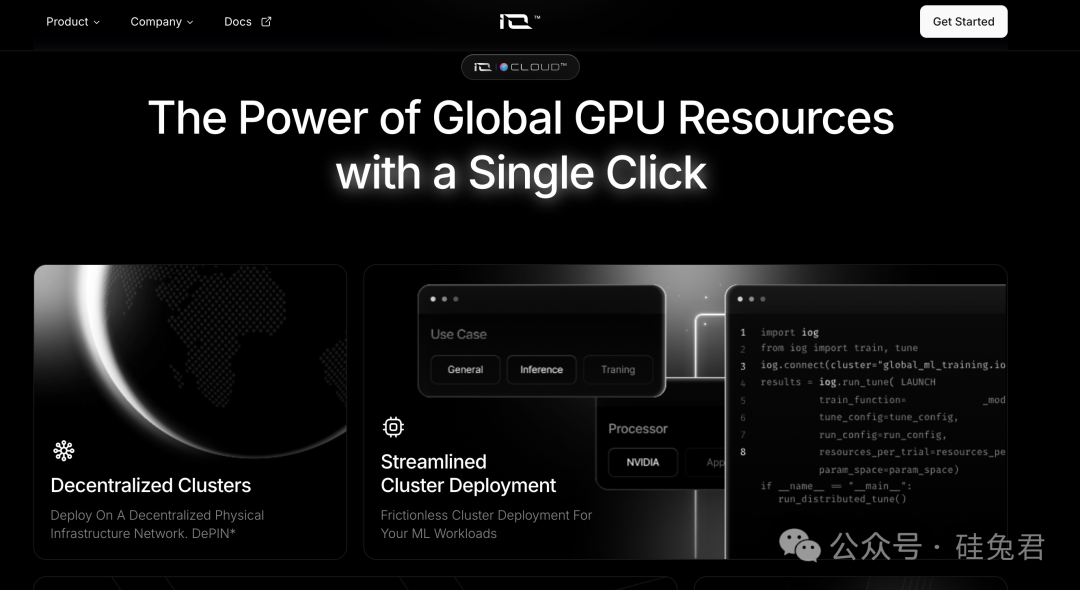 Product
Company
Docs
IO™
Get Started
IO CLOUD™
The Power of Global GPU Resources
with a Single Click
Use Case
General
Inference
Traning
Processor
NVIDIA
App
1 import iog
2 from iog import train, tune
3 iog.connect(cluster="global_ml_training.io
4 results = iog.run_tune( LAUNCH
5 train_function= _mod
6 tune_config=tune_config,
7 run_config=run_config,
8 resources_per_trial=resources_pe
param_space=param_space)
if __name__ == "__main__":
run_distributed_tune()
Decentralized Clusters
Deploy On A Decentralized Physical
Infrastructure Network. DePIN*
Streamlined
Cluster Deployment
Frictionless Cluster Deployment For
Your ML Workloads
公众号 · 硅兔君